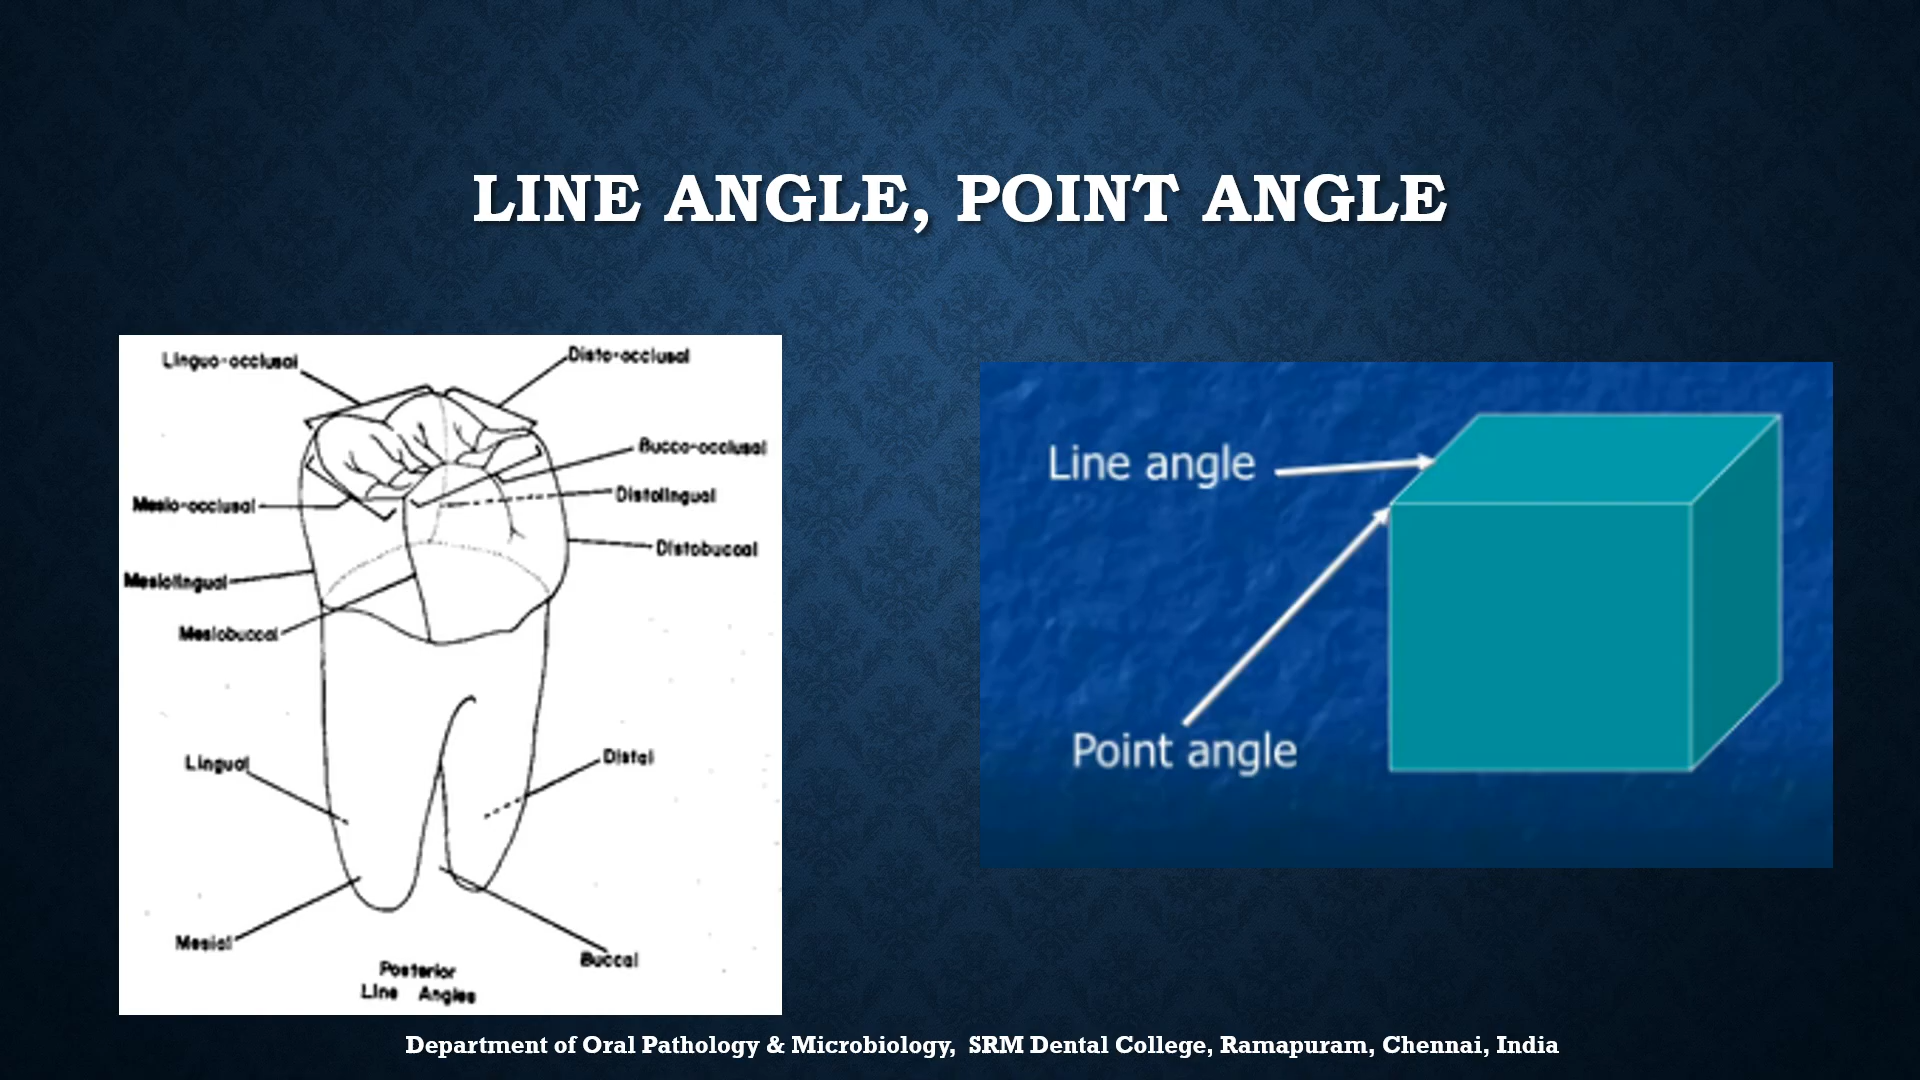 LINE ANGLE, POINT ANGLE
Linguo-occlusal
Disto-occlusal
Bucco-occlusal
Mesio-occlusal
Distolingual
Distobuccal
Mesiolingual
Mesiobuccal
Lingual
Distal
Mesial
Buccal
Posterior
Line Angles
Line angle
Point angle
Department of Oral Pathology & Microbiology, SRM Dental College, Ramapuram, Chennai, India